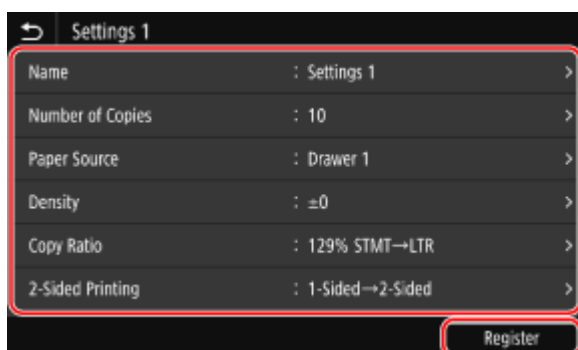 Settings 1
Name : Settings 1
Number of Copies : 10
Paper Source : Drawer 1
Density : ±0
Copy Ratio : 129% STMT→LTR
2-Sided Printing : 1-Sided→2-Sided
Register